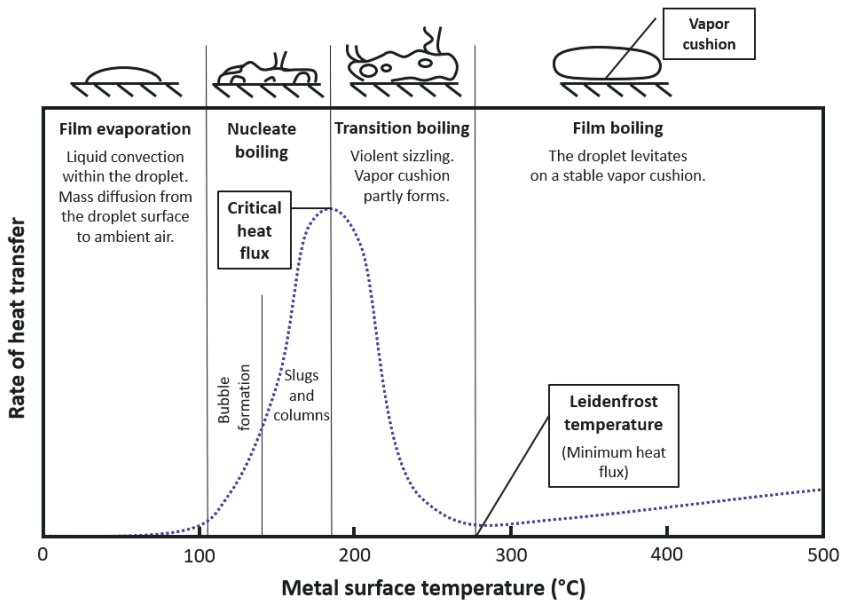 Vapor
cushion
Film evaporation
Liquid convection
within the droplet.
Mass diffusion from
the droplet surface
to ambient air.
Nucleate
boiling
Transition boiling
Violent sizzling.
Vapor cushion
partly forms.
Film boiling
The droplet levitates
on a stable vapor cushion.
Critical
heat
flux
Bubble
formation
Slugs
and
columns
Leidenfrost
temperature
(Minimum heat
flux)
Rate of heat transfer
0
100
200
300
400
500
Metal surface temperature (°C)